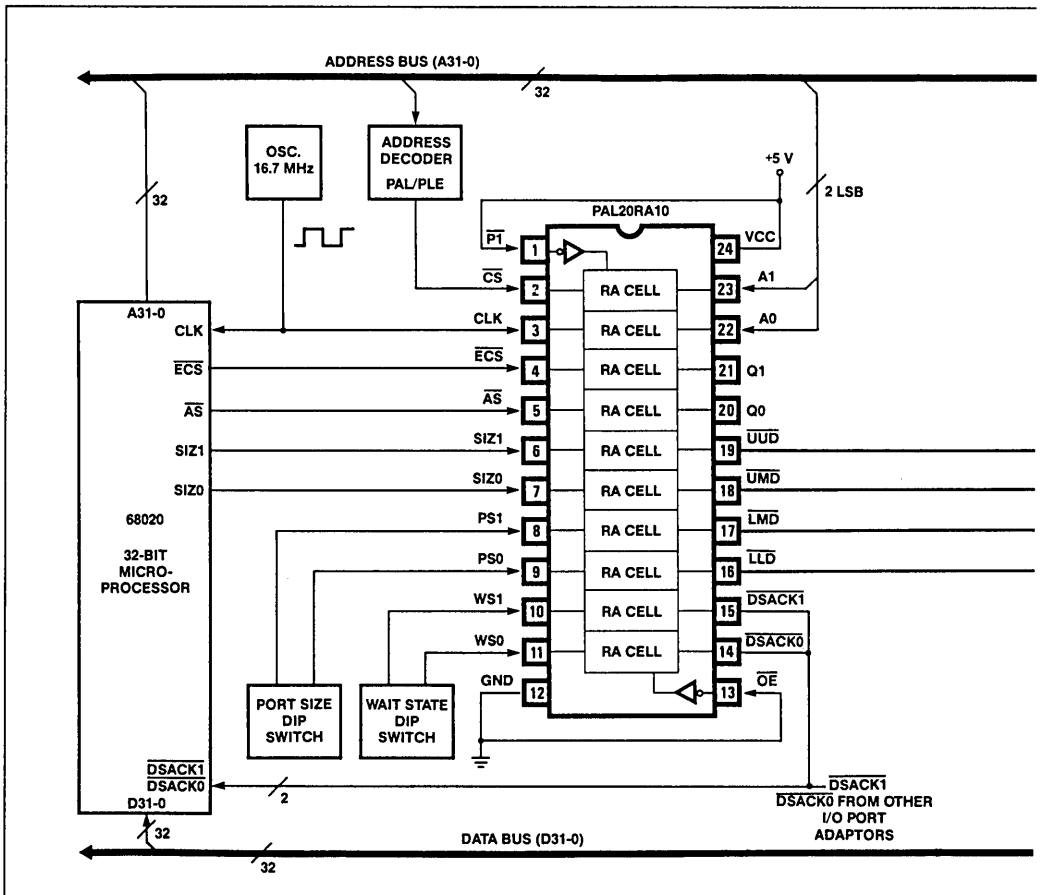 ADDRESS BUS (A31-0)
32
32
OSC.
16.7 MHz
ADDRESS
DECODER
PAL/PLE
+5 V
2 LSB
PAL20RA10
P1
1
24
VCC
CS
2
RA CELL
23
A1
A31-0
CLK
CLK
3
RA CELL
22
A0
ECS
ECS
4
RA CELL
21
Q1
AS
AS
5
RA CELL
20
Q0
SIZ1
SIZ1
6
RA CELL
19
UUD
SIZ0
SIZ0
7
RA CELL
18
UMD
68020
32-BIT
MICRO-
PROCESSOR
PS1
8
RA CELL
17
LMD
PS0
9
RA CELL
16
LLD
WS1
10
RA CELL
15
DSACK1
WS0
11
RA CELL
14
DSACK0
GND
12
13
OE
PORT SIZE
DIP
SWITCH
WAIT STATE
DIP
SWITCH
DSACK1
DSACK0
D31-0
2
DSACK1
DSACK0 FROM OTHER
I/O PORT
ADAPTORS
32
DATA BUS (D31-0)
32